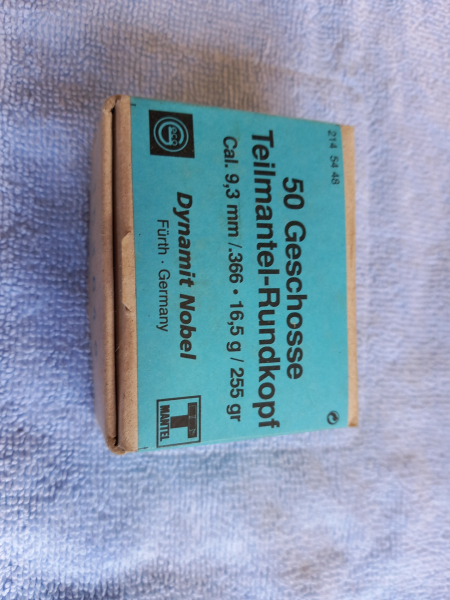 214 54 48
50 Geschosse
Teilmantel-Rundkopf
Cal. 9,3 mm /.366 • 16,5 g / 255 gr
geco
Dynamit Nobel
Fürth · Germany
T
MANTEL